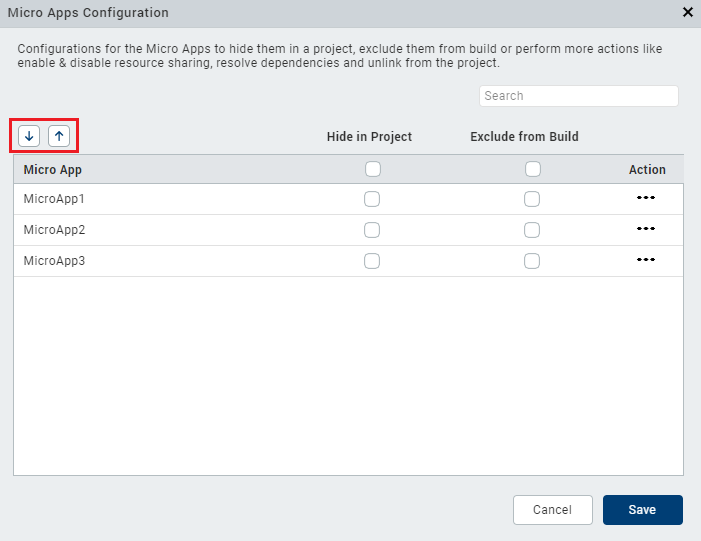 Micro Apps Configuration
Configurations for the Micro Apps to hide them in a project, exclude them from build or perform more actions like
enable & disable resource sharing, resolve dependencies and unlink from the project.
Search
Hide in Project Exclude from Build
Micro App Action
MicroApp1
MicroApp2
MicroApp3
Cancel Save